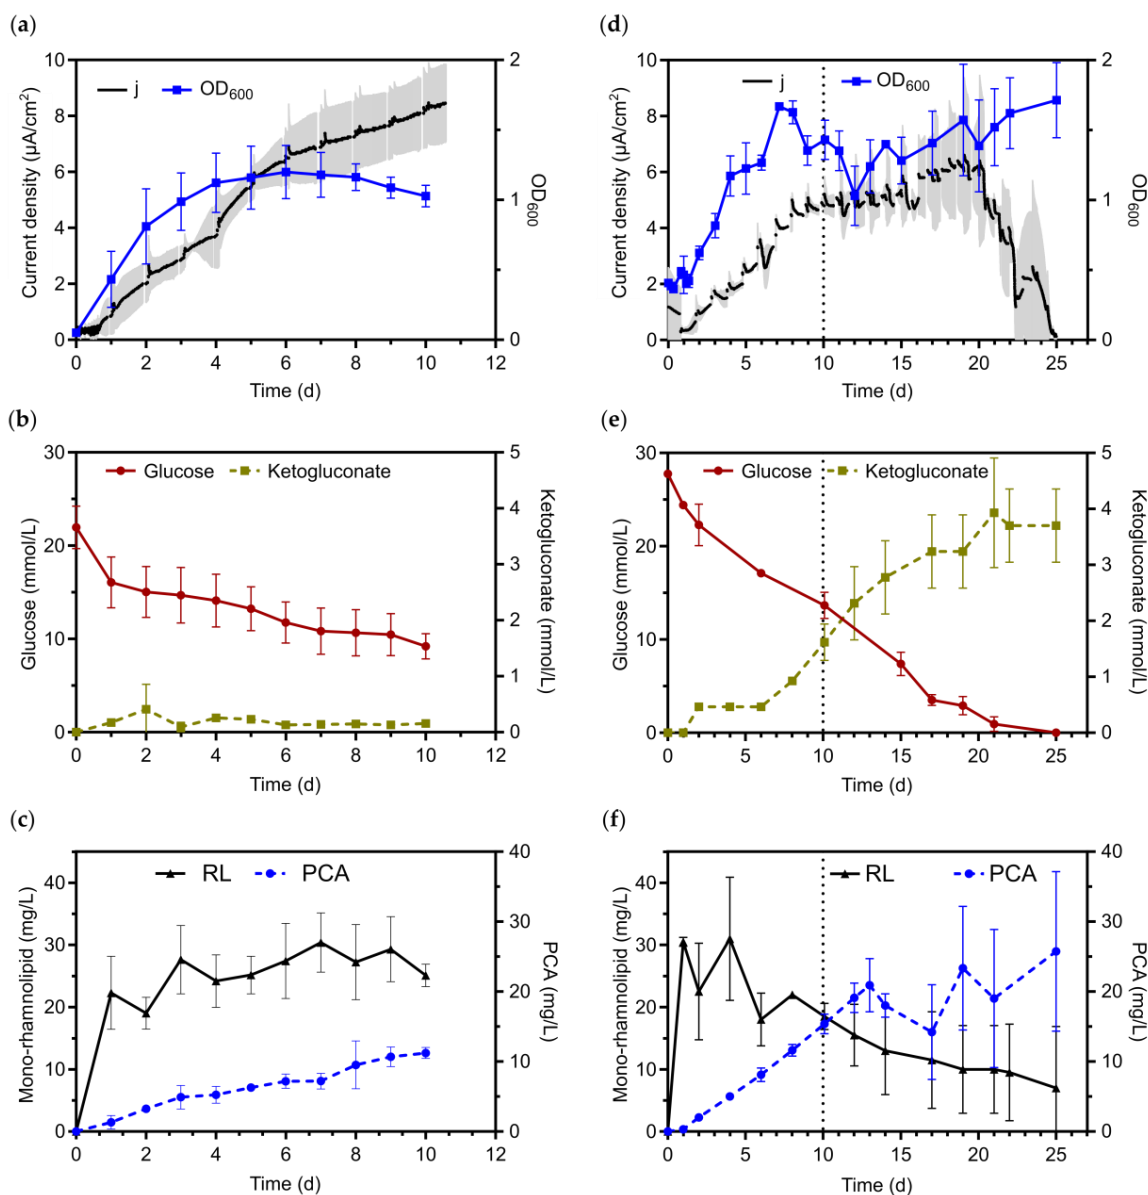 (a)
10
8
6
4
2
0
Current density (µA/cm²)
j
OD600
2
1
0
OD600
0 2 4 6 8 10 12
Time (d)
(d)
10
8
6
4
2
0
Current density (µA/cm²)
j
OD600
2
1
0
OD600
0 5 10 15 20 25
Time (d)
(b)
30
20
10
0
Glucose (mmol/L)
Glucose
Ketogluconate
5
4
3
2
1
0
Ketogluconate (mmol/L)
0 2 4 6 8 10 12
Time (d)
(e)
30
20
10
0
Glucose (mmol/L)
Glucose
Ketogluconate
5
4
3
2
1
0
Ketogluconate (mmol/L)
0 5 10 15 20 25
Time (d)
(c)
40
30
20
10
0
Mono-rhamnolipid (mg/L)
RL
PCA
40
30
20
10
0
PCA (mg/L)
0 2 4 6 8 10 12
Time (d)
(f)
40
30
20
10
0
Mono-rhamnolipid (mg/L)
RL
PCA
40
30
20
10
0
PCA (mg/L)
0 5 10 15 20 25
Time (d)